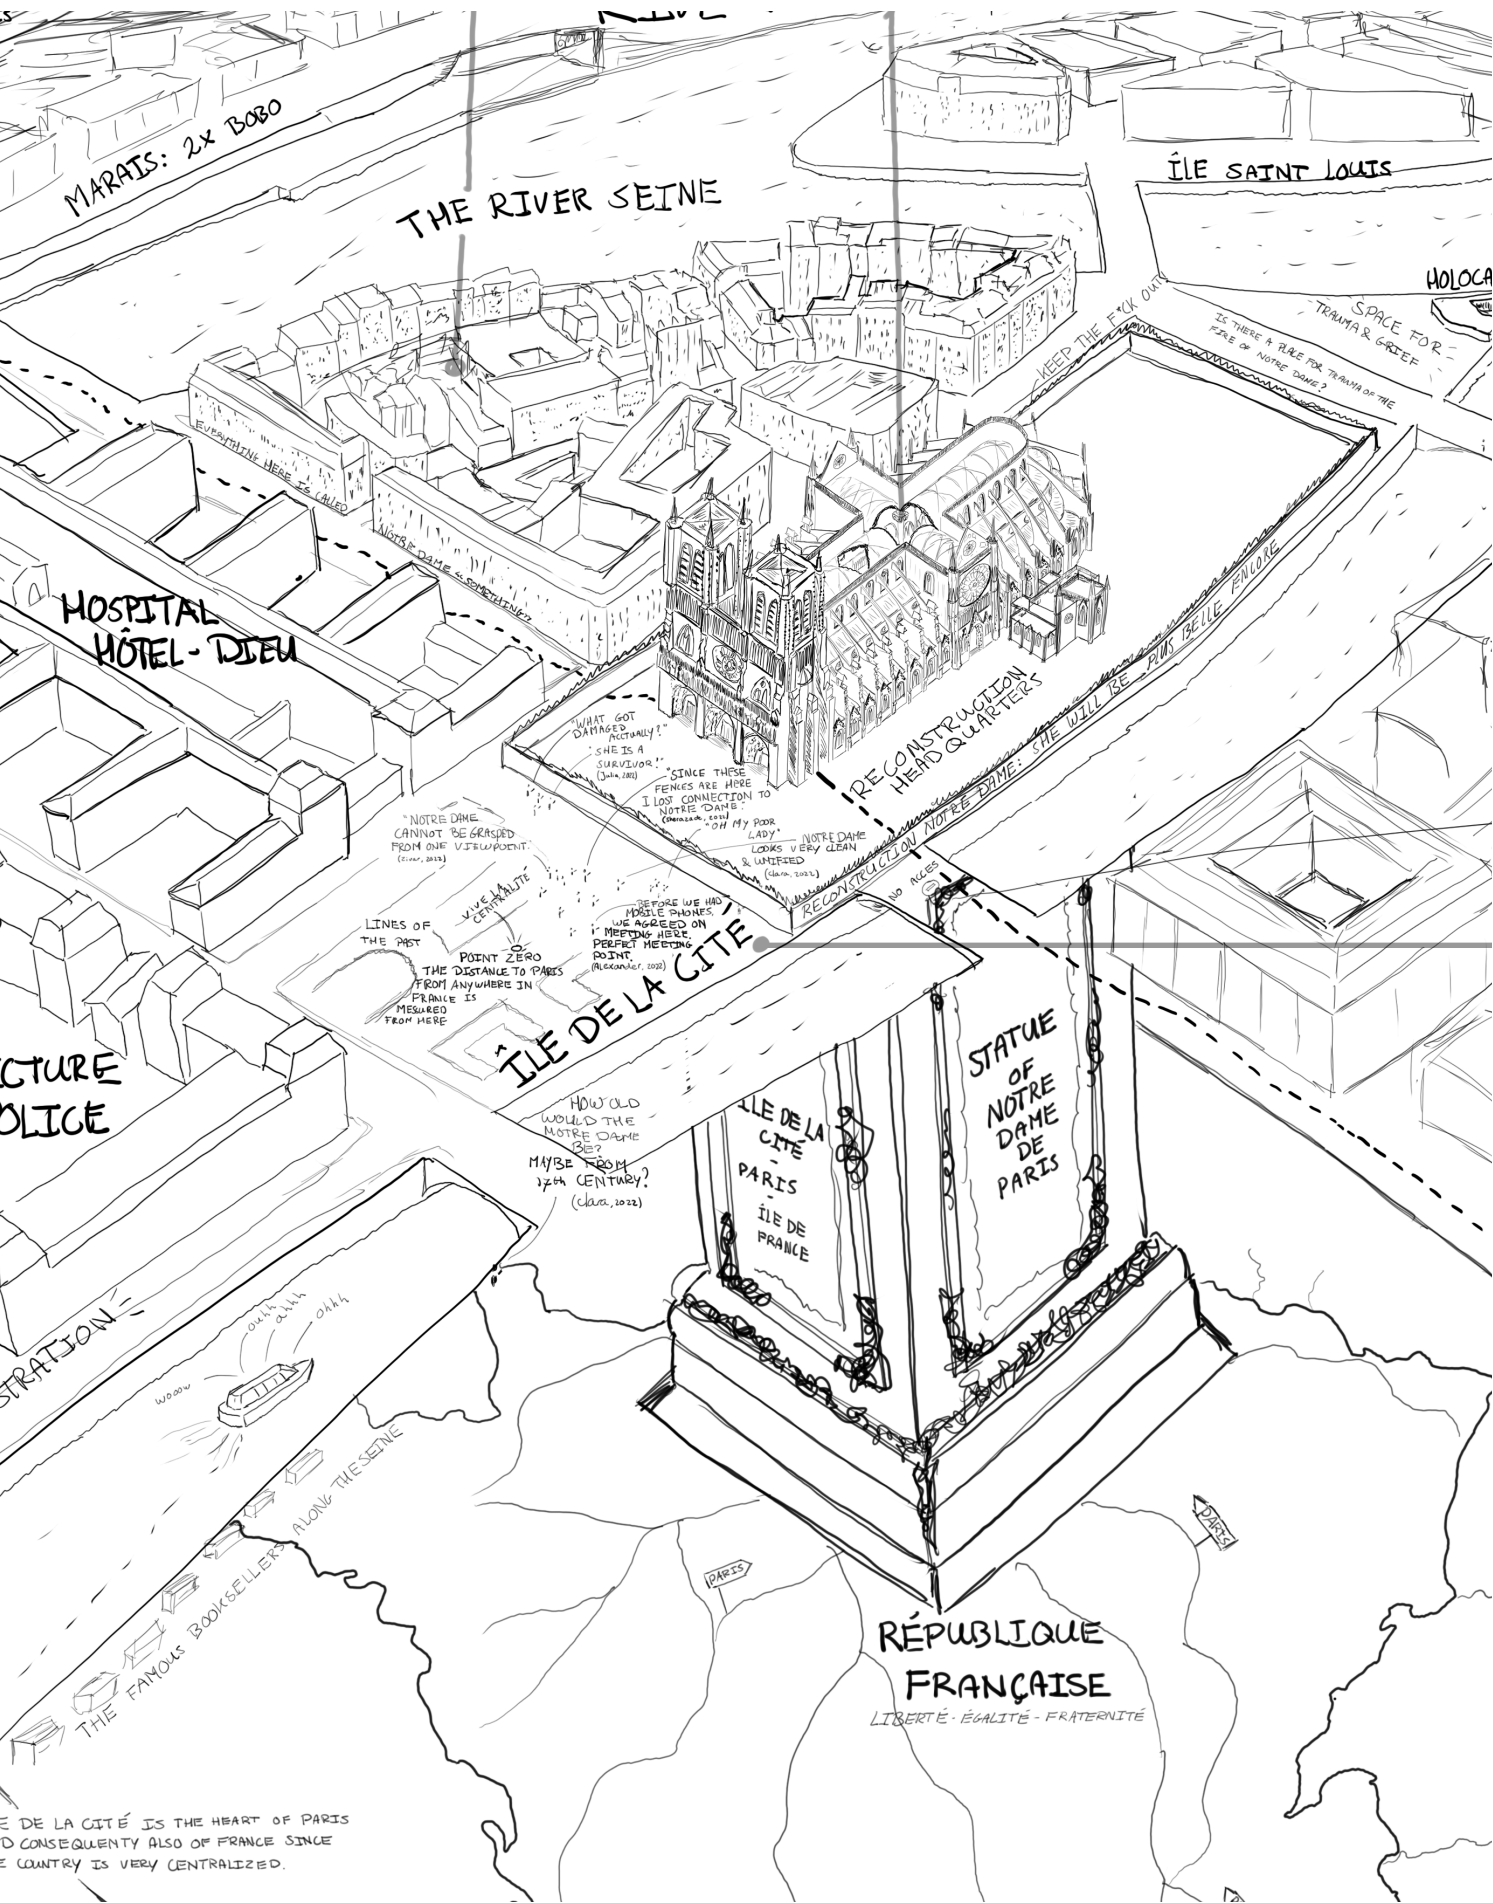 MARAIS: 2X BOBO
THE RIVER SEINE
ÎLE SAINT LOUIS
SPACE FOR
TRAUMA & GRIEF
IS THERE A PLACE FOR TRAUMA OF THE
FIRE OF NOTRE DAME?
KEEP THE F*CK OUT!
EVERYTHING HERE IS CALLED
NOTRE DAME «SOMETHING»
HOSPITAL
HÔTEL-DIEU
"WHAT GOT
DAMAGED
ACCTUALLY?"
"SHE IS A
SURVIVOR!"
(Julia, 2022)
"SINCE THESE
FENCES ARE HERE
I LOST CONNECTION TO
NOTRE DAME."
"OH MY POOR
LADY"
NOTRE DAME
LOOKS VERY CLEAN
& UNIFIED
(Clara, 2022)
RECONSTRUCTION
HEADQUARTERS
RECONSTRUCTION NOTRE DAME: SHE WILL BE PLUS BELLE ENCORE
NO ACCES
"NOTRE DAME
CANNOT BE GRASPED
FROM ONE VIEWPOINT."
VIVE LA
CENTRALITÉ
LINES OF
THE PAST
POINT ZERO
THE DISTANCE TO PARIS
FROM ANYWHERE IN
FRANCE IS
MESURED
FROM HERE
BEFORE WE HAD
MOBILE PHONES,
WE AGREED ON
MEETING HERE.
PERFECT MEETING
POINT.
(Alexander, 2022)
ÎLE DE LA CITÉ
HOW OLD
WOULD THE
NOTRE DAME
BE?
MAYBE FROM
17th CENTURY?
(Clara, 2022)
ÎLE DE LA
CITÉ
-
PARIS
-
ÎLE DE
FRANCE
STATUE
OF
NOTRE
DAME
DE
PARIS
ouhh
ahhh
ohhh
wooow
THE FAMOUS BOOKSELLERS ALONG THE SEINE
PARIS
PARIS
RÉPUBLIQUE
FRANÇAISE
LIBERTÉ - ÉGALITÉ - FRATERNITÉ
DE LA CITÉ IS THE HEART OF PARIS
CONSEQUENTY ALSO OF FRANCE SINCE
COUNTRY IS VERY CENTRALIZED.